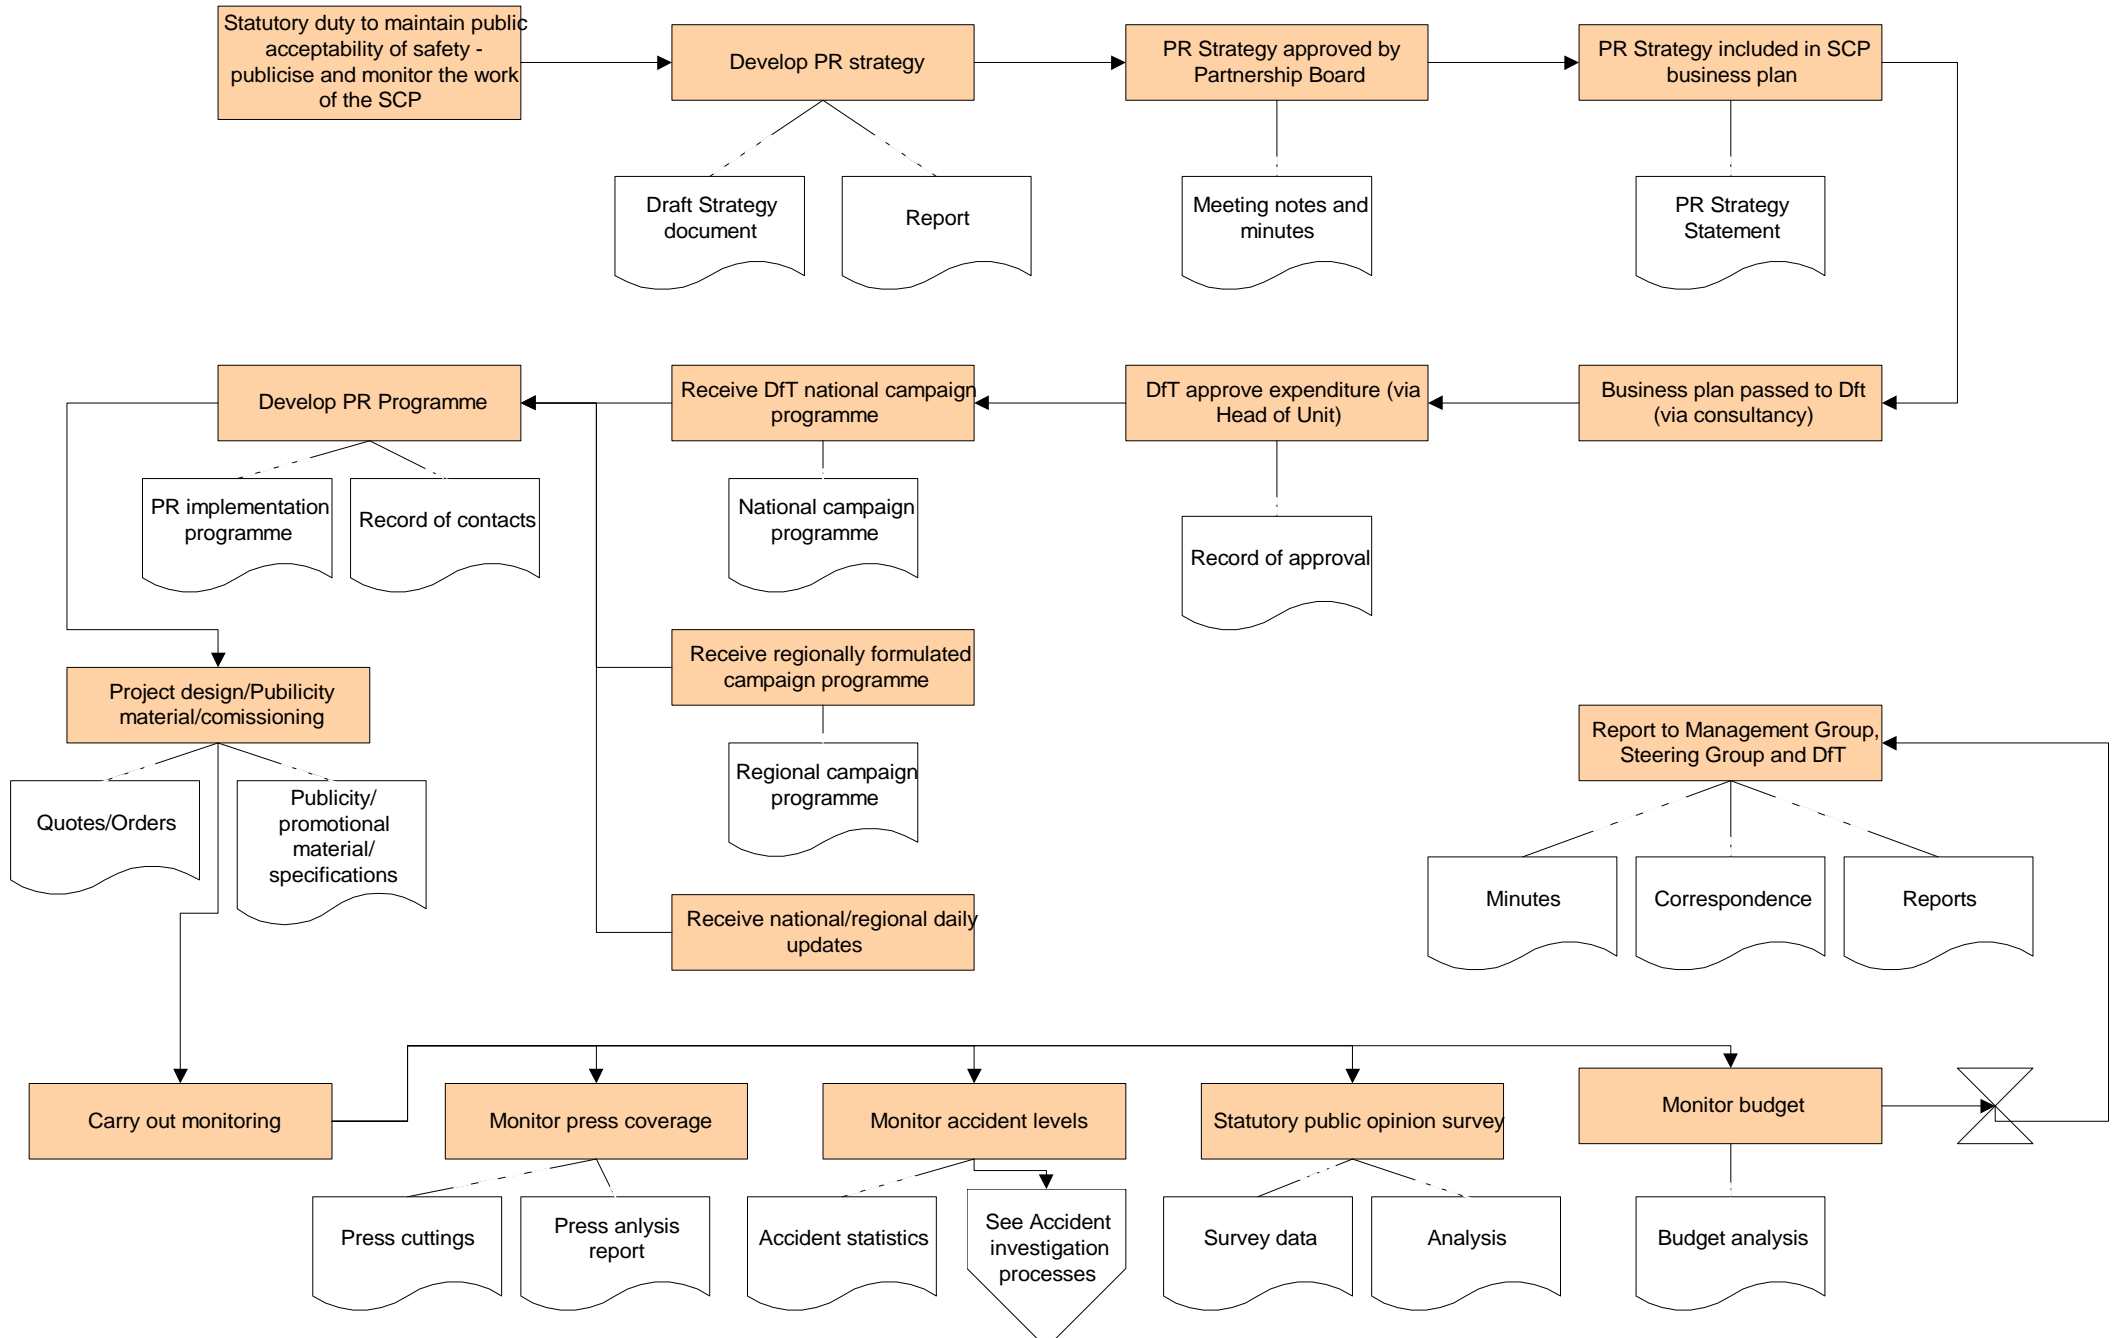 Statutory duty to maintain public
acceptability of safety -
publicise and monitor the work
of the SCP
Develop PR strategy
PR Strategy approved by
Partnership Board
PR Strategy included in SCP
business plan
Draft Strategy
document
Report
Meeting notes and
minutes
PR Strategy
Statement
Develop PR Programme
Receive DfT national campaign
programme
DfT approve expenditure (via
Head of Unit)
Business plan passed to Dft
(via consultancy)
PR implementation
programme
Record of contacts
National campaign
programme
Record of approval
Receive regionally formulated
campaign programme
Project design/Pubilicity
material/comissioning
Report to Management Group,
Steering Group and DfT
Regional campaign
programme
Quotes/Orders
Publicity/
promotional
material/
specifications
Minutes
Correspondence
Reports
Receive national/regional daily
updates
Carry out monitoring
Monitor press coverage
Monitor accident levels
Statutory public opinion survey
Monitor budget
Press cuttings
Press anlysis
report
Accident statistics
See Accident
investigation
processes
Survey data
Analysis
Budget analysis